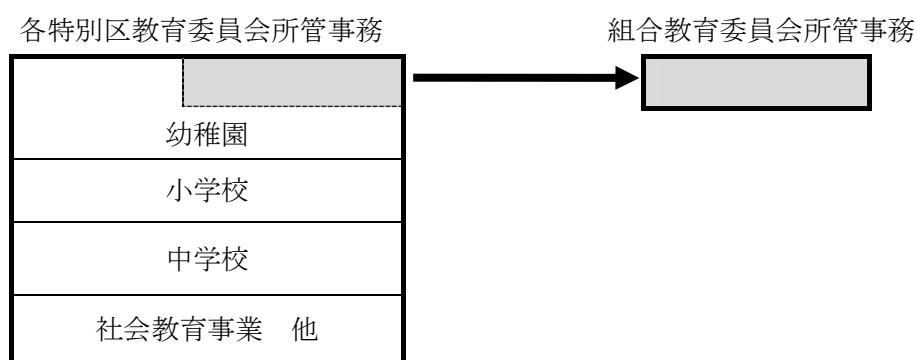 各特別区教育委員会所管事務
組合教育委員会所管事務
幼稚園
小学校
中学校
社会教育事業　他